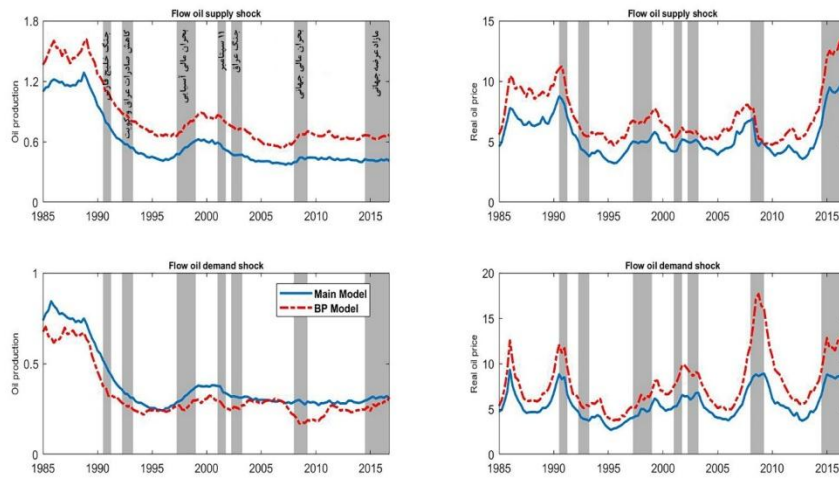 Flow oil supply shock
Oil production
1.8
1.2
0.6
0
جنگ خلیج فارس
کاهش صادرات عراق و کویت
بحران مالی آسیایی
۱۱ سپتامبر
جنگ عراق
بحران مالی جهانی
مازاد عرضه جهانی
1985 1990 1995 2000 2005 2010 2015
Flow oil supply shock
Real oil price
15
10
5
0
1985 1990 1995 2000 2005 2010 2015
Flow oil demand shock
Oil production
1
0.5
0
Main Model
BP Model
1985 1990 1995 2000 2005 2010 2015
Flow oil demand shock
Real oil price
20
15
10
5
0
1985 1990 1995 2000 2005 2010 2015